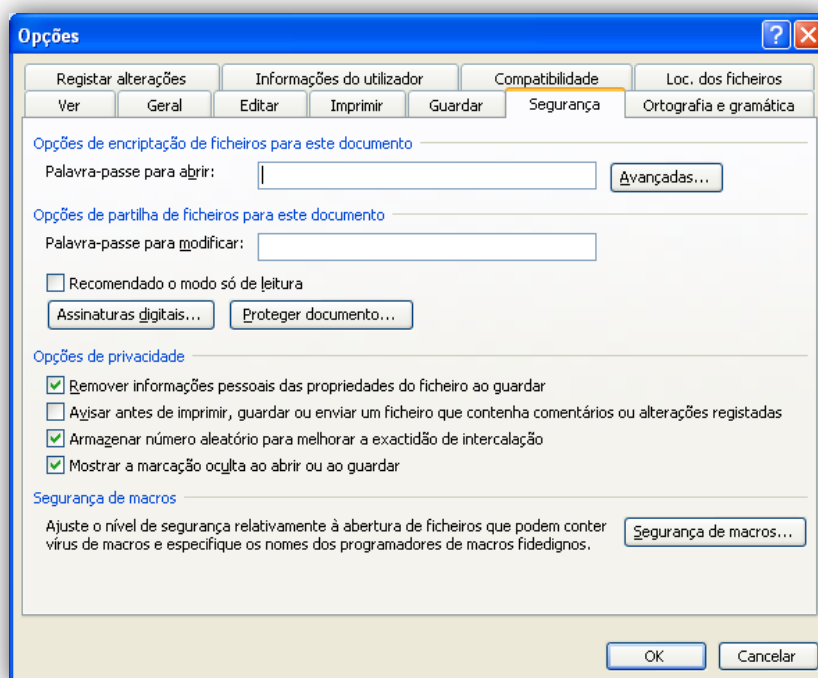 Opções
Registar alterações Informações do utilizador Compatibilidade Loc. dos ficheiros
Ver Geral Editar Imprimir Guardar Segurança Ortografia e gramática
Opções de encriptação de ficheiros para este documento
Palavra-passe para abrir: Avançadas...
Opções de partilha de ficheiros para este documento
Palavra-passe para modificar:
Recomendado o modo só de leitura
Assinaturas digitais... Proteger documento...
Opções de privacidade
Remover informações pessoais das propriedades do ficheiro ao guardar
Avisar antes de imprimir, guardar ou enviar um ficheiro que contenha comentários ou alterações registadas
Armazenar número aleatório para melhorar a exactidão de intercalação
Mostrar a marcação oculta ao abrir ou ao guardar
Segurança de macros
Ajuste o nível de segurança relativamente à abertura de ficheiros que podem conter
vírus de macros e especifique os nomes dos programadores de macros fidedignos.
Segurança de macros...
OK Cancelar